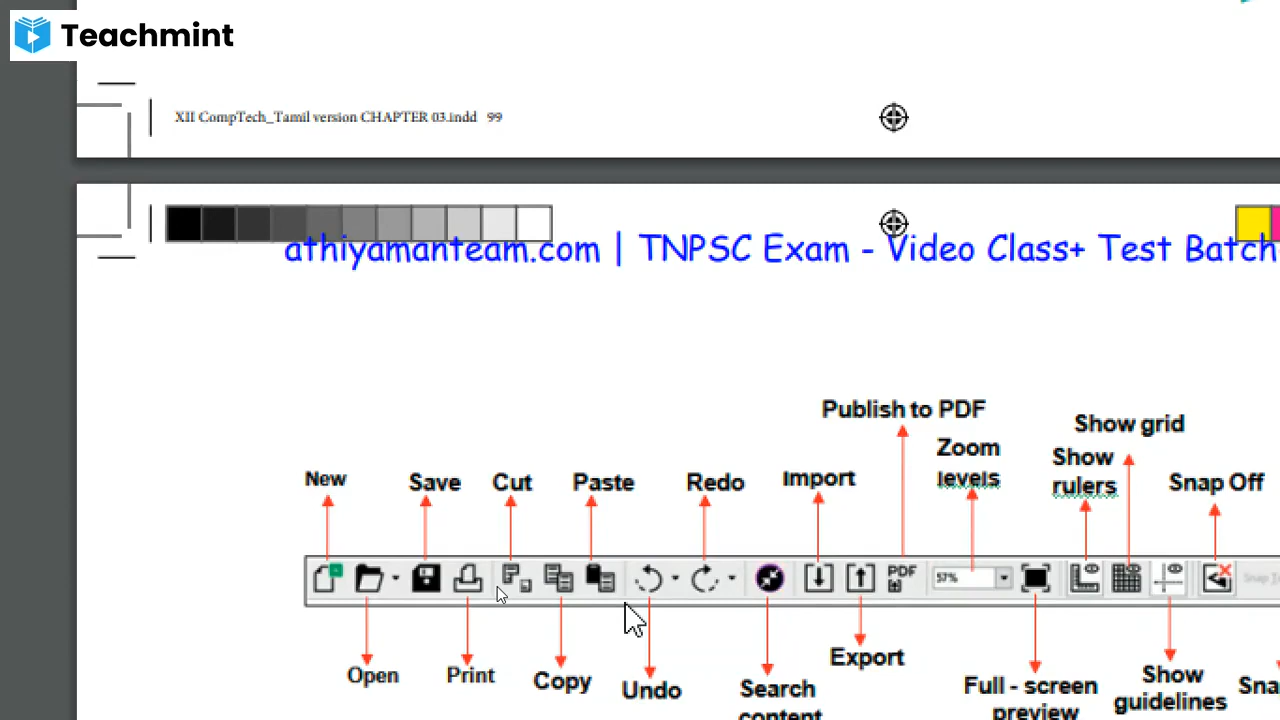 Teachmint
XII CompTech_Tamil version CHAPTER 03.indd 99
athiyamanteam.com | TNPSC Exam - Video Class+ Test Batch
Publish to PDF
Show grid
Zoom
levels
Show
rulers
New
Save
Cut
Paste
Redo
Import
Snap Off
PDF
57%
Open
Print
Copy
Undo
Search
content
Export
Full - screen
preview
Show
guidelines